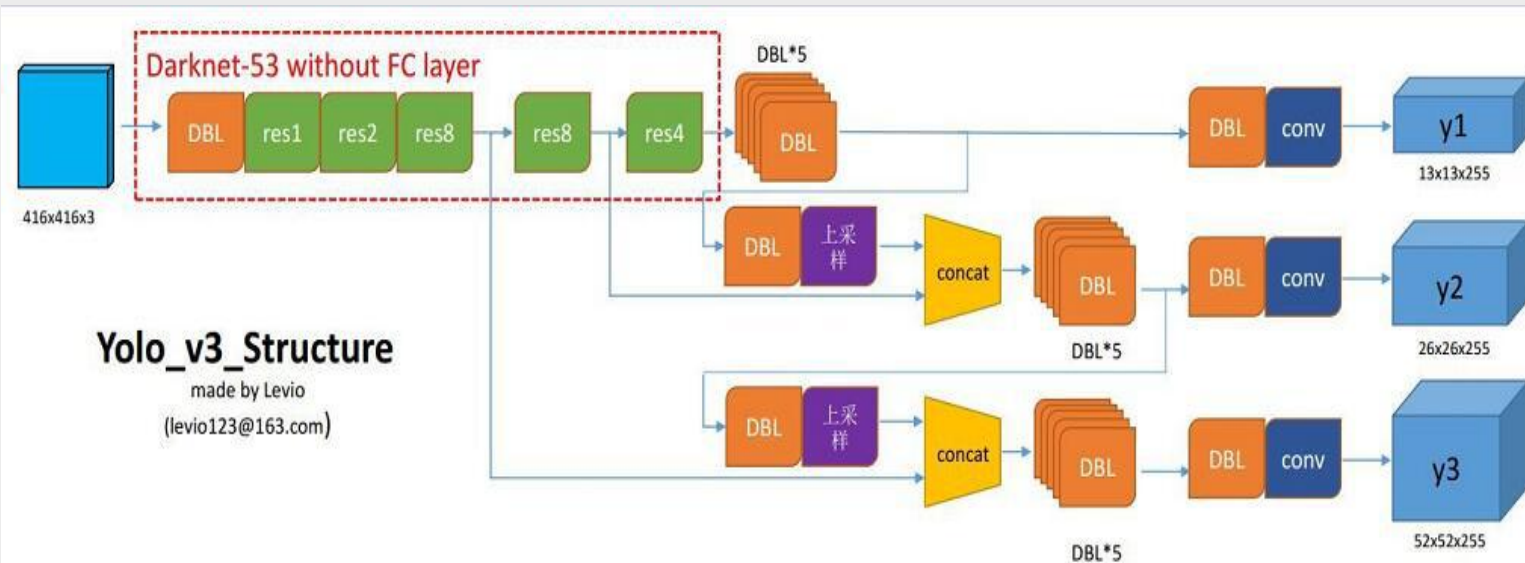 DBL*5
Darknet-53 without FC layer
DBL
res1
res2
res8
res8
res4
DBL
DBL
conv
y1
416x416x3
13x13x255
DBL
上采
样
concat
DBL
DBL
conv
y2
DBL*5
26x26x255
Yolo_v3_Structure
made by Levio
(levio123@163.com)
DBL
上采
样
concat
DBL
DBL
conv
y3
DBL*5
52x52x255